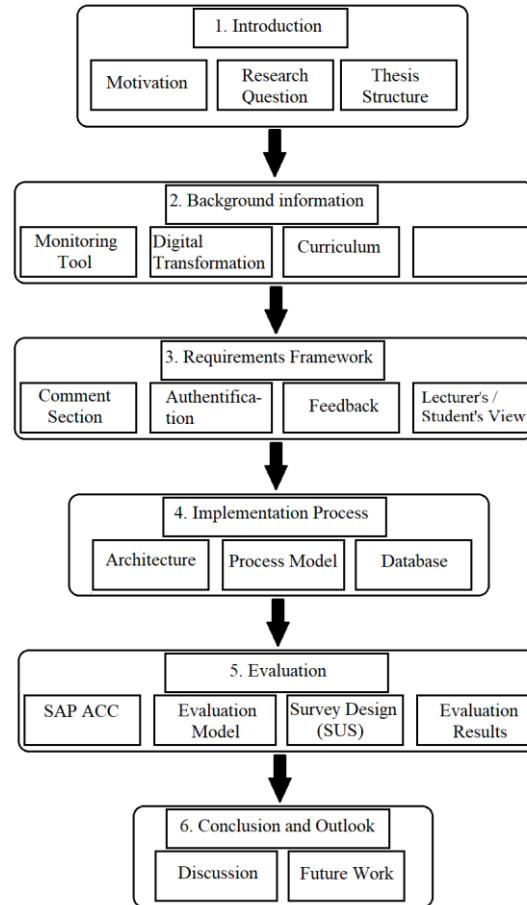 1. Introduction
Motivation
Research
Question
Thesis
Structure
2. Background information
Monitoring
Tool
Digital
Transformation
Curriculum
3. Requirements Framework
Comment
Section
Authentifica-
tion
Feedback
Lecturer's /
Student's View
4. Implementation Process
Architecture
Process Model
Database
5. Evaluation
SAP ACC
Evaluation
Model
Survey Design
(SUS)
Evaluation
Results
6. Conclusion and Outlook
Discussion
Future Work